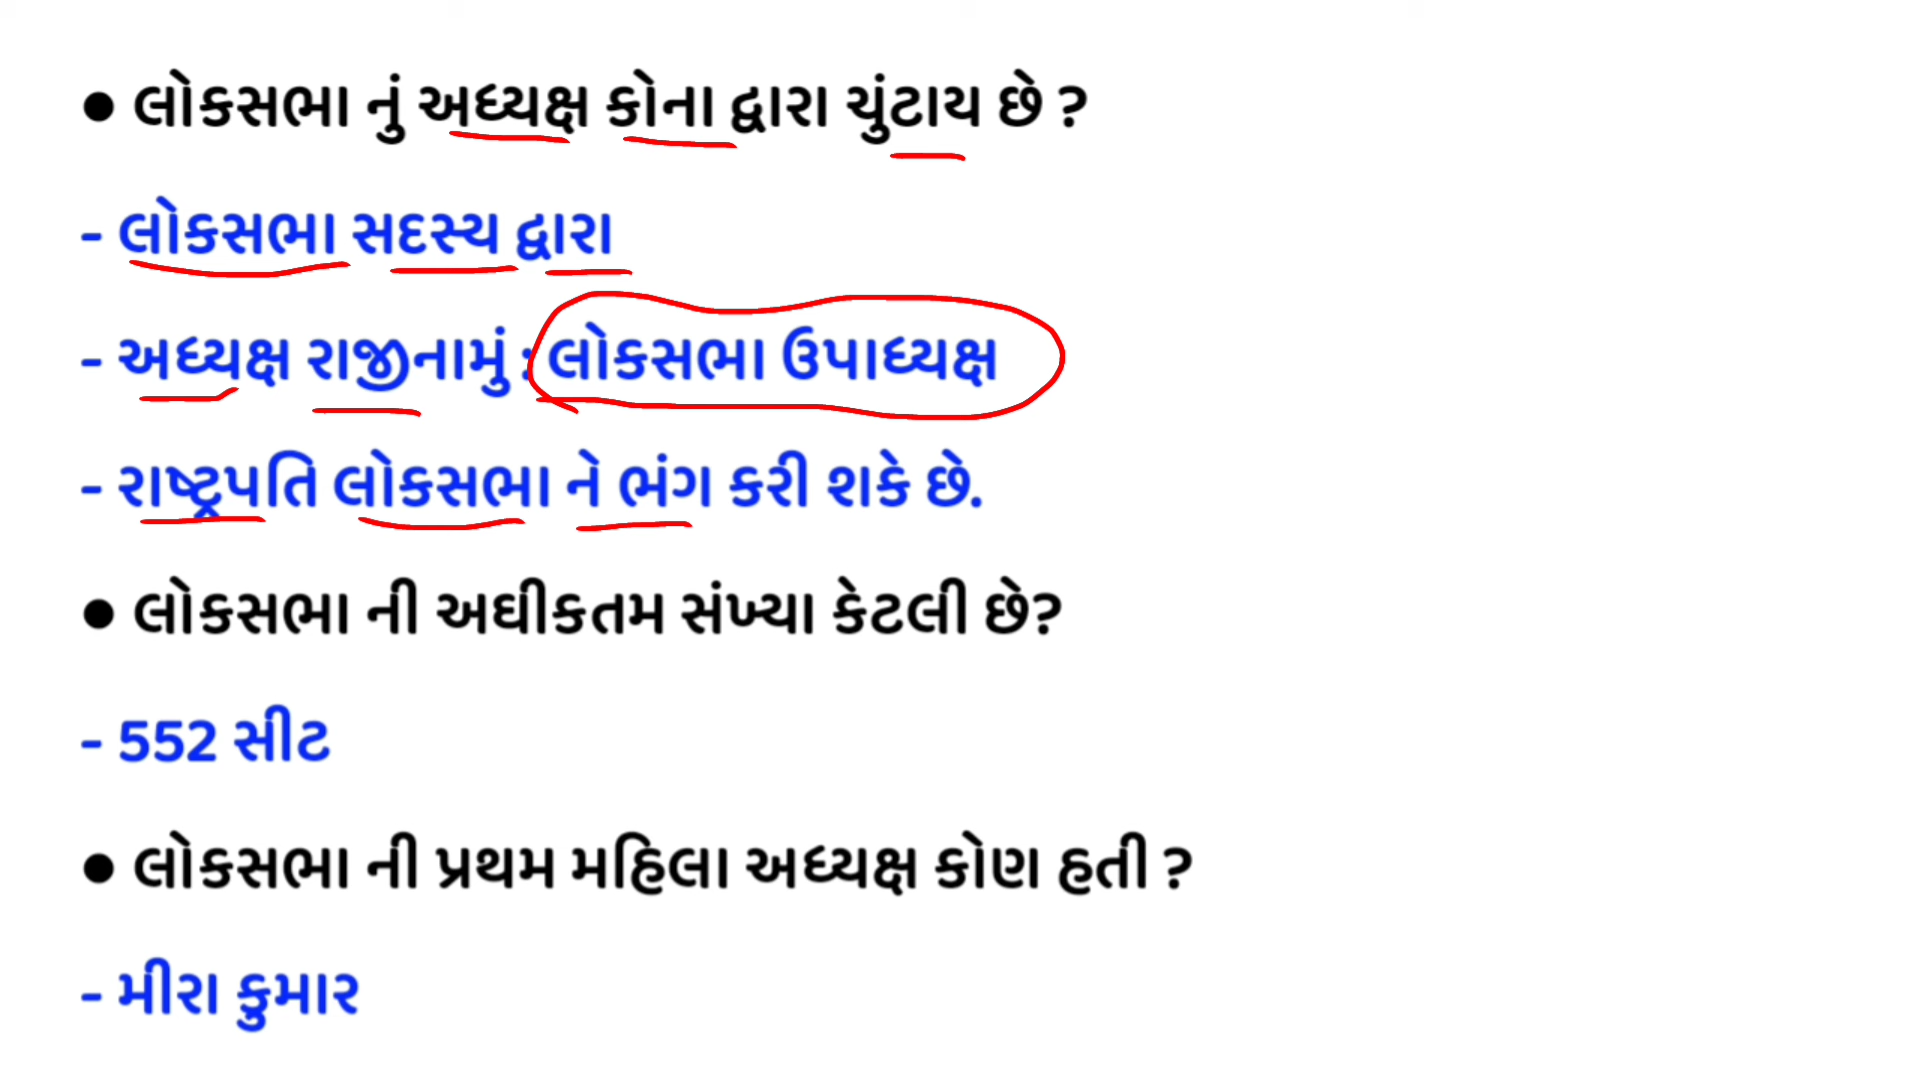 ● લોકસભા નું અધ્યક્ષ કોના દ્વારા ચુંટાય છે ?
- લોકસભા સદસ્ય દ્વારા
- અધ્યક્ષ રાજીનામું : લોકસભા ઉપાધ્યક્ષ
- રાષ્ટ્રપતિ લોકસભા ને ભંગ કરી શકે છે.
● લોકસભા ની અધીકતમ સંખ્યા કેટલી છે?
- 552 સીટ
● લોકસભા ની પ્રથમ મહિલા અધ્યક્ષ કોણ હતી ?
- મીરા કુમાર